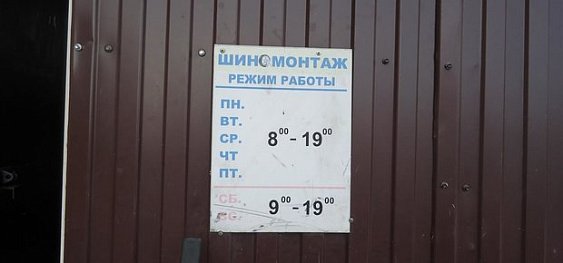 ШИНОМОНТАЖ
РЕЖИМ РАБОТЫ
ПН.
ВТ.
СР. 8⁰⁰ - 19⁰⁰
ЧТ
ПТ.
СБ. 9⁰⁰ - 19⁰⁰
ВС.